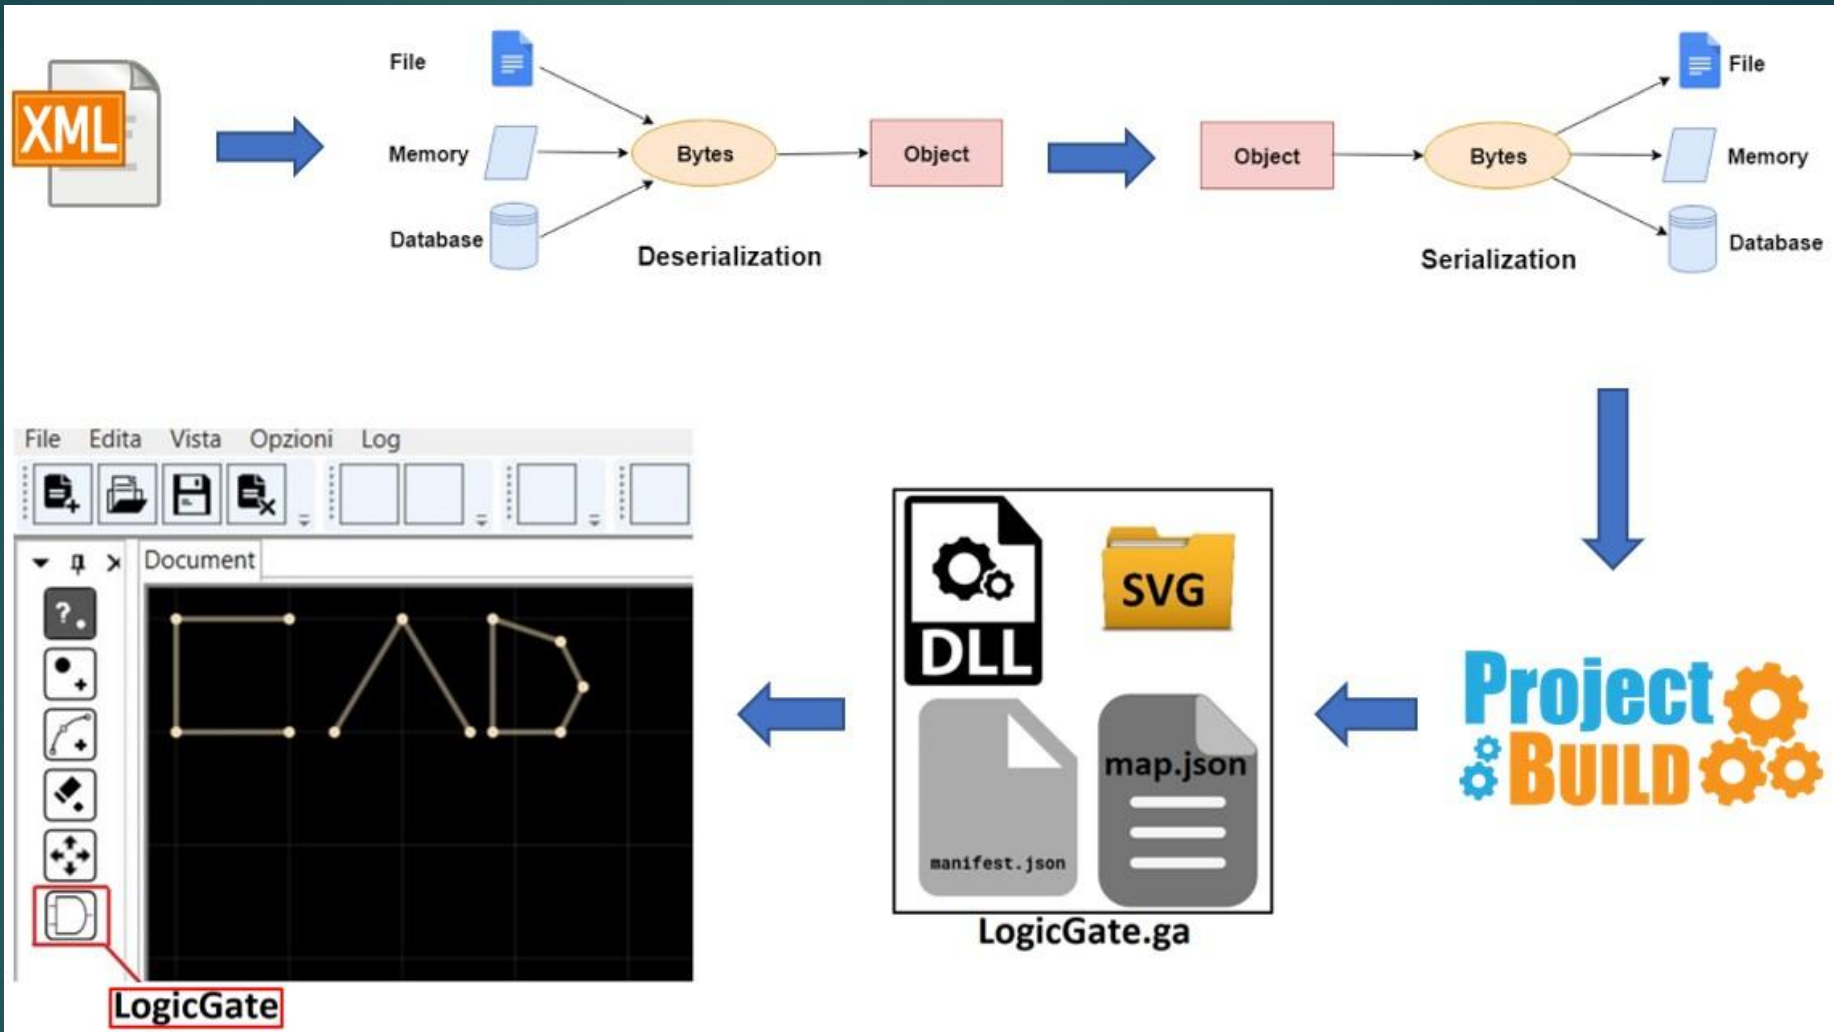 XML
File
Memory
Database
Bytes
Object
Deserialization
Object
Bytes
File
Memory
Database
Serialization
Project
BUILD
DLL
SVG
manifest.json
map.json
LogicGate.ga
File Edita Vista Opzioni Log
Document
?
LogicGate